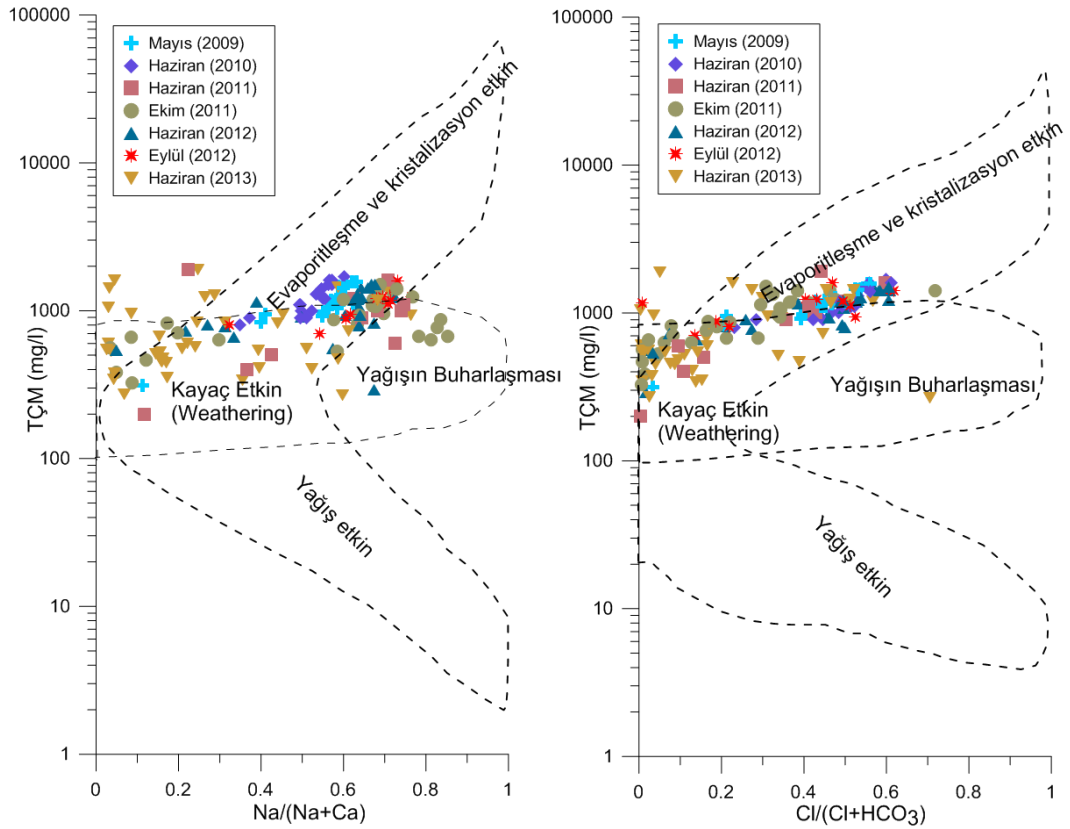 100000
10000
1000
100
10
1
TÇM (mg/l)
Mayıs (2009)
Haziran (2010)
Haziran (2011)
Ekim (2011)
Haziran (2012)
Eylül (2012)
Haziran (2013)
Evaporitleşme ve kristalizasyon etkin
Kayaç Etkin
(Weathering)
Yağışın Buharlaşması
Yağış etkin
0
0.2
0.4
0.6
0.8
1
Na/(Na+Ca)
100000
10000
1000
100
10
1
TÇM (mg/l)
Mayıs (2009)
Haziran (2010)
Haziran (2011)
Ekim (2011)
Haziran (2012)
Eylül (2012)
Haziran (2013)
Evaporitleşme ve kristalizasyon etkin
Yağışın Buharlaşması
Kayaç Etkin
(Weathering)
Yağış etkin
0
0.2
0.4
0.6
0.8
1
Cl/(Cl+HCO3)